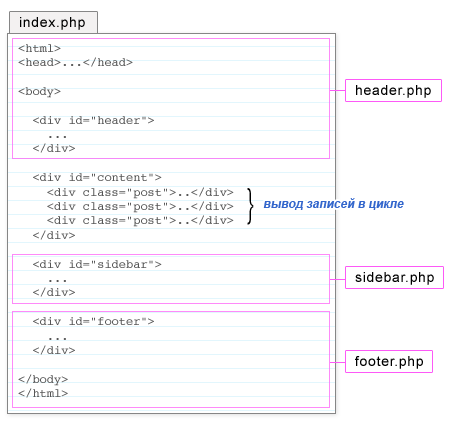 index.php
<html>
<head>...</head>
<body>
header.php
<div id="header">
...
</div>
<div id="content">
<div class="post">..</div>
<div class="post">..</div>
<div class="post">..</div>
} вывод записей в цикле
</div>
<div id="sidebar">
...
</div>
sidebar.php
<div id="footer">
...
</div>
footer.php
</body>
</html>